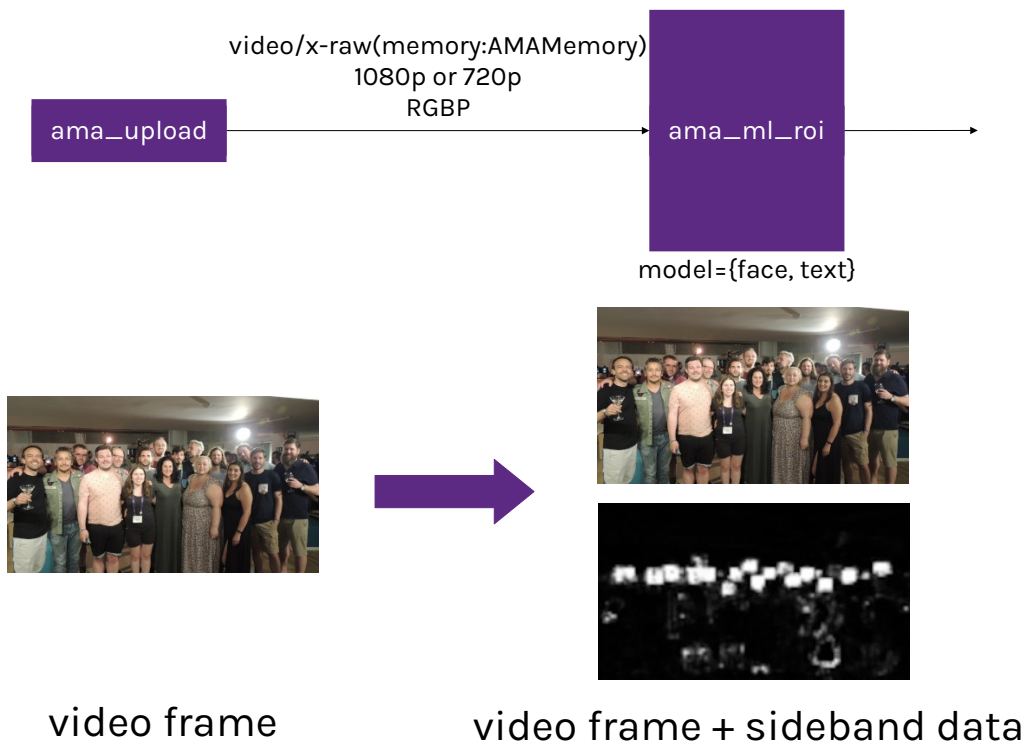 video/x-raw(memory:AMAMemory)
1080p or 720p
RGBP
ama_upload
ama_ml_roi
model={face, text}
video frame
video frame + sideband data